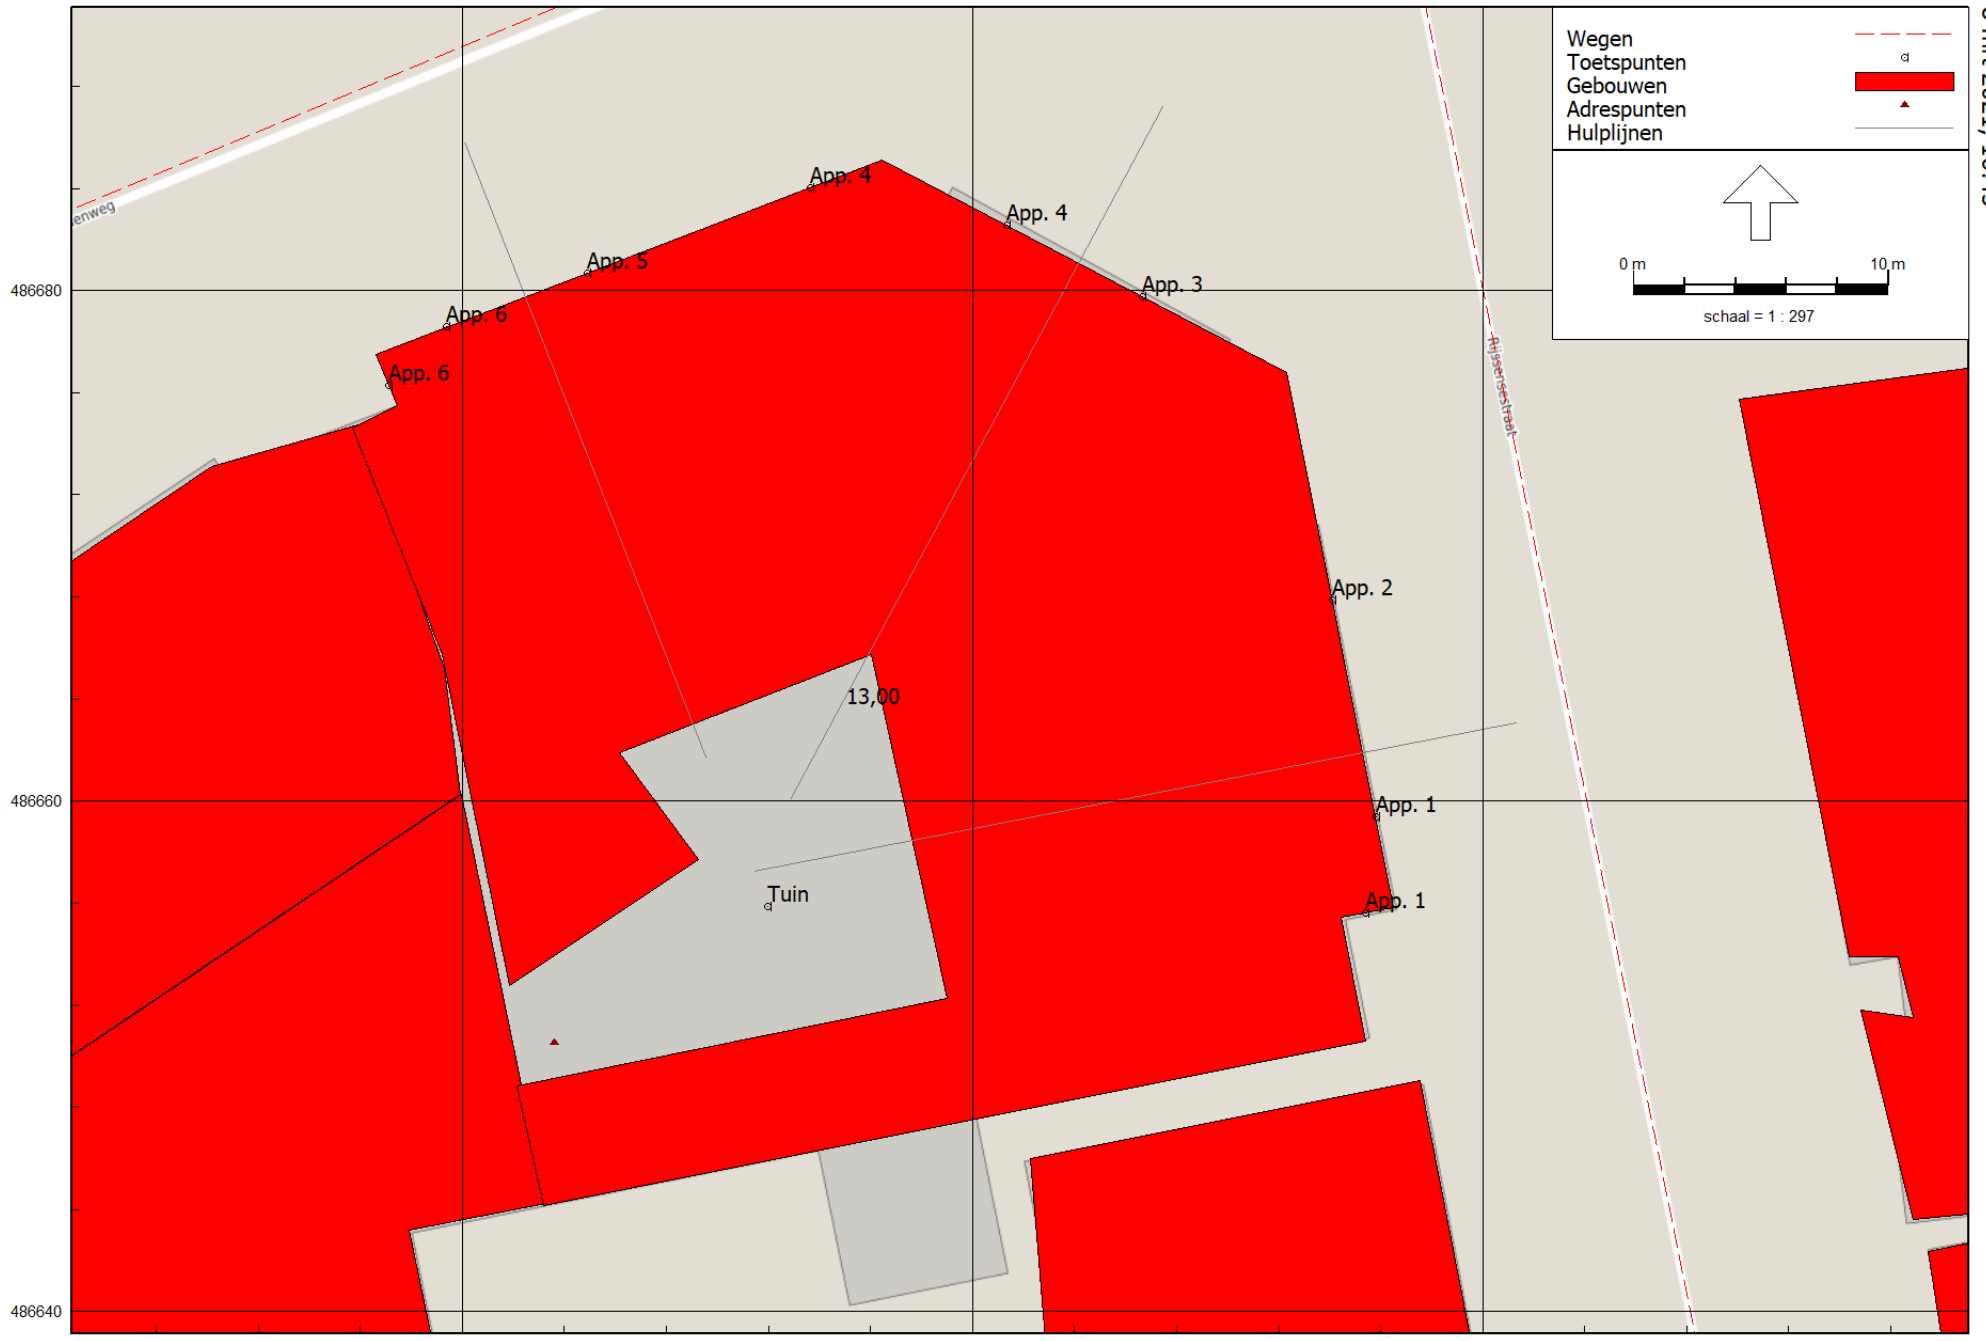 Wegen
Toetspunten
Gebouwen
Adrespunten
Hulplijnen
0 m 10 m
schaal = 1 : 297
enweg
App. 4
App. 4
App. 5
App. 3
486680
App. 6
App. 6
Rijssensestraat
App. 2
13,00
486660
App. 1
Tuin
App. 1
486640